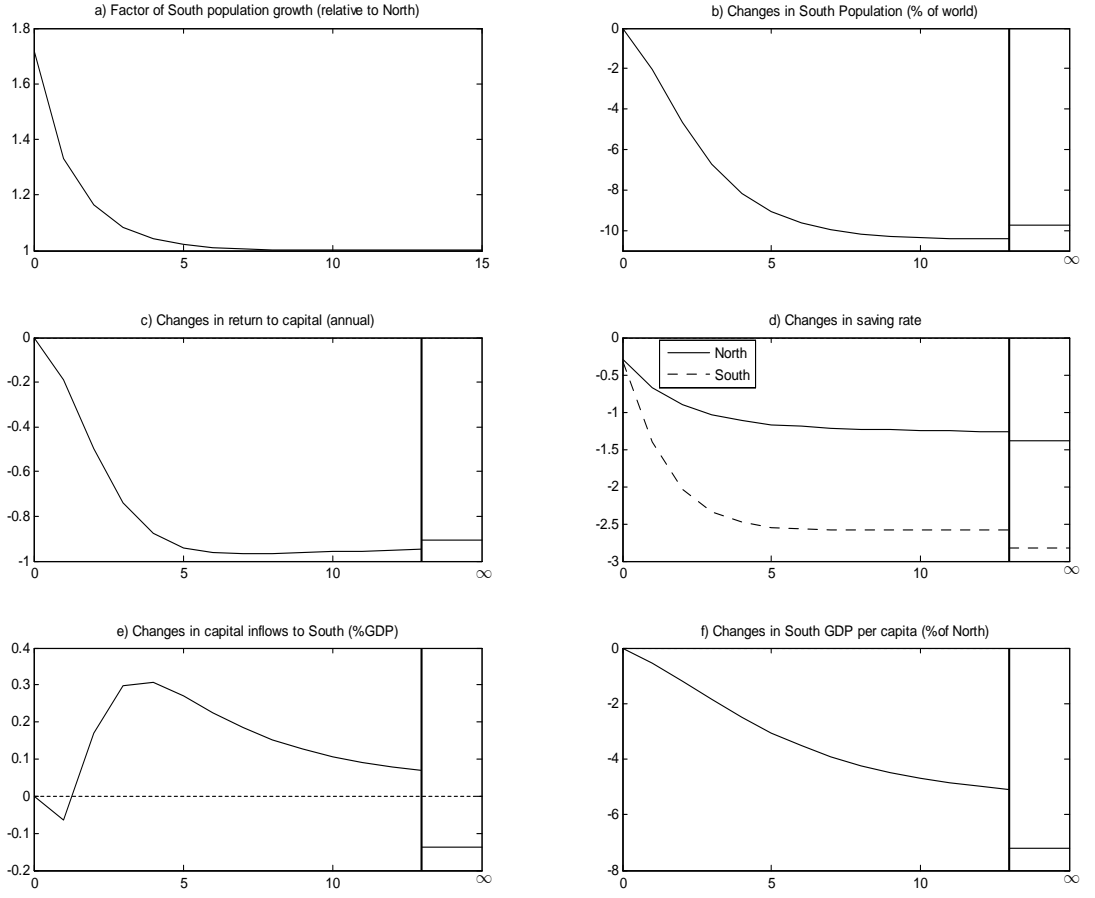 a) Factor of South population growth (relative to North)
1.8
1.6
1.4
1.2
1
0 5 10 15
b) Changes in South Population (% of world)
0
-2
-4
-6
-8
-10
0 5 10 ∞
c) Changes in return to capital (annual)
0
-0.2
-0.4
-0.6
-0.8
-1
0 5 10 ∞
d) Changes in saving rate
0
-0.5
-1
-1.5
-2
-2.5
-3
North
South
0 5 10 ∞
e) Changes in capital inflows to South (%GDP)
0.4
0.3
0.2
0.1
0
-0.1
-0.2
0 5 10 ∞
f) Changes in South GDP per capita (%of North)
0
-2
-4
-6
-8
0 5 10 ∞